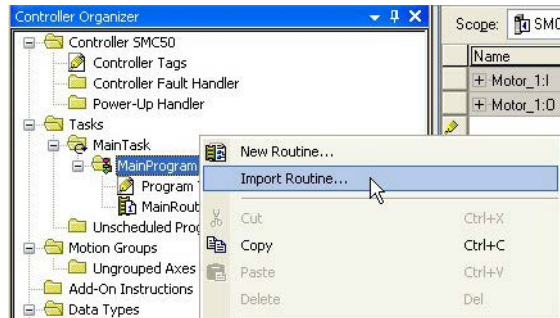 Controller Organizer
Scope: SMC
Controller SMC50
Controller Tags
Controller Fault Handler
Power-Up Handler
Tasks
MainTask
MainProgram
Program
MainRout
Unscheduled Pro
Motion Groups
Ungrouped Axes
Add-On Instructions
Data Types
New Routine...
Import Routine...
Cut Ctrl+X
Copy Ctrl+C
Paste Ctrl+V
Delete Del
Name
Motor_1:I
Motor_1:O